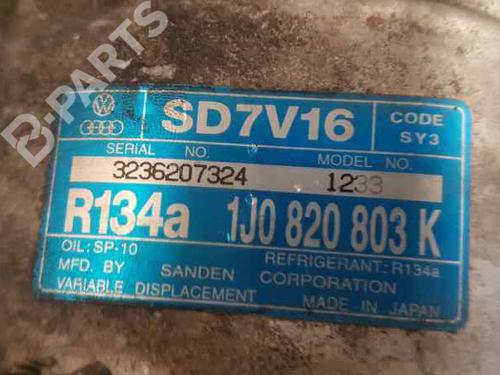 B-PARTS
SD7V16
CODE
SY3
SERIAL NO. MODEL NO.
3236207324 1233
R134a 1J0 820 803 K
OIL: SP-10 REFRIGERANT: R134a
MFD. BY SANDEN CORPORATION
VARIABLE DISPLACEMENT MADE IN JAPAN